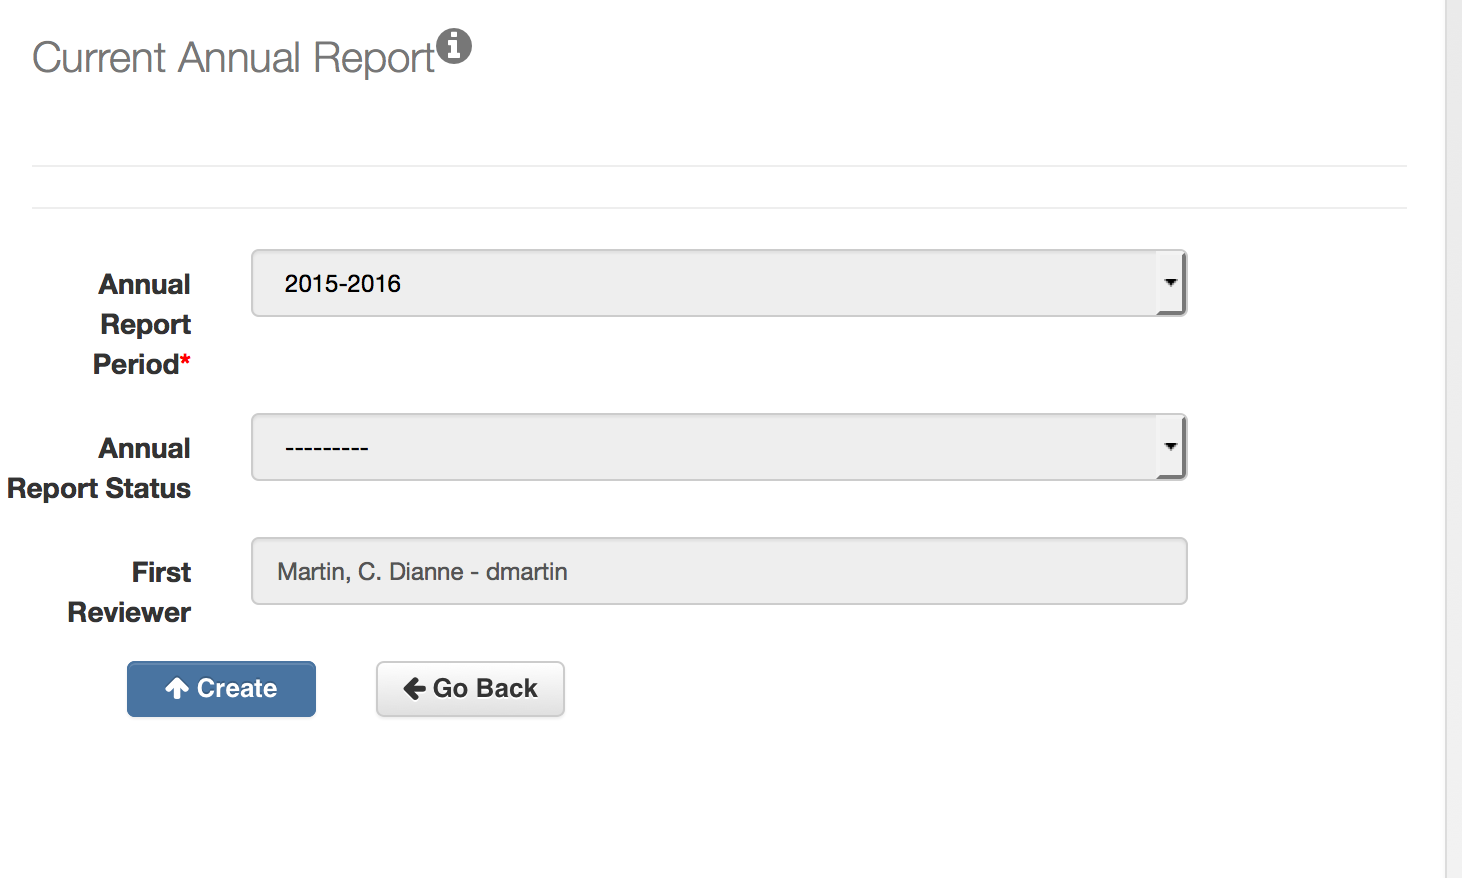 Current Annual Report
Annual
Report
Period*
2015-2016
Annual
Report Status
---------
First
Reviewer
Martin, C. Dianne - dmartin
Create
Go Back